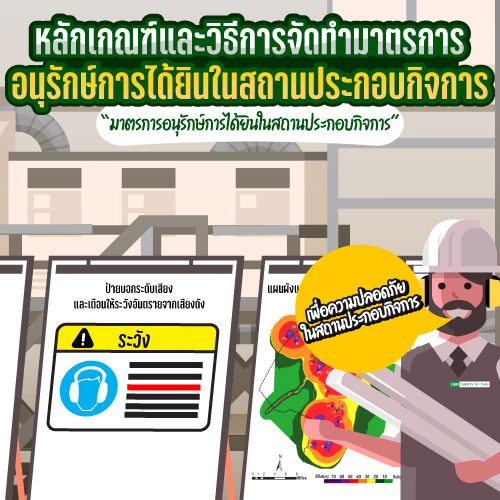 หลักเกณฑ์และวิธีการจัดทำมาตรการ
อนุรักษ์การได้ยินในสถานประกอบกิจการ
“มาตรการอนุรักษ์การได้ยินในสถานประกอบกิจการ”
ป้ายบอกระดับเสียง
และเตือนให้ระวังอันตรายจากเสียงดัง
ระวัง
แผนผัง
เพื่อความปลอดภัย
ในสถานประกอบกิจการ
N
Miles
70 60 50 40 30 20 10